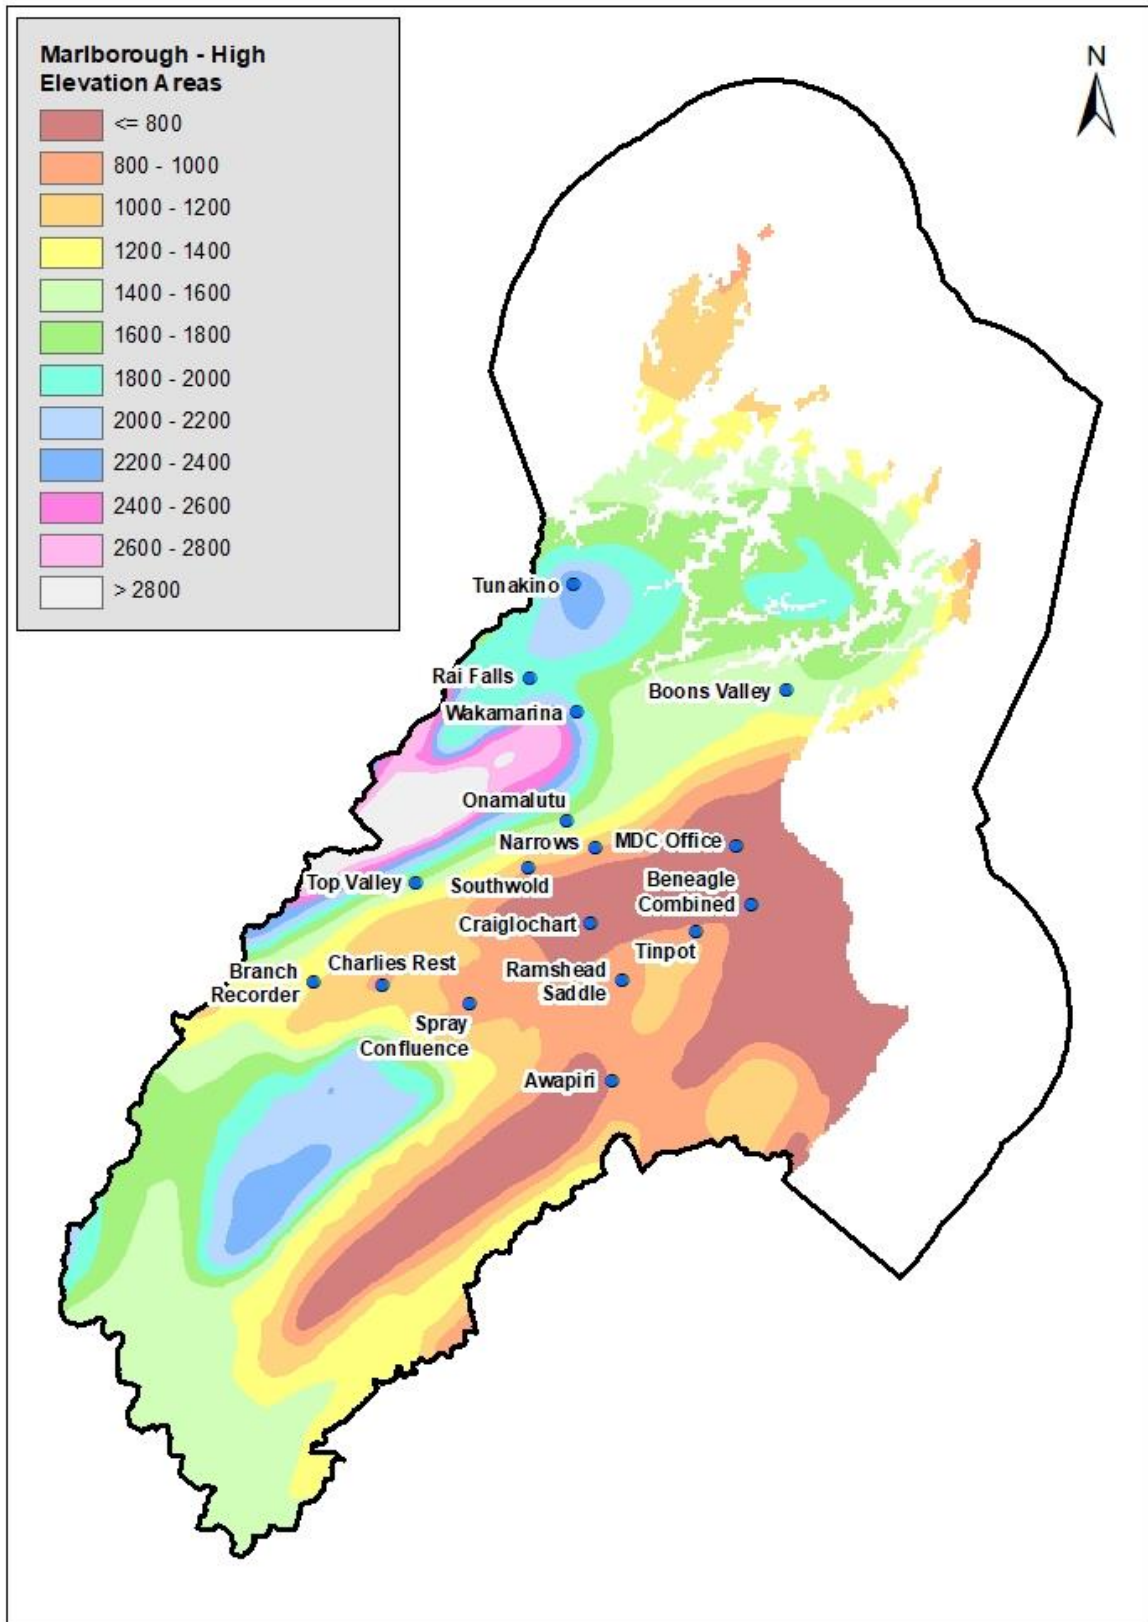 Marlborough - High
Elevation Areas
<= 800
800 - 1000
1000 - 1200
1200 - 1400
1400 - 1600
1600 - 1800
1800 - 2000
2000 - 2200
2200 - 2400
2400 - 2600
2600 - 2800
> 2800
N
Tunakino
Rai Falls
Boons Valley
Wakamarina
Onamalutu
Narrows
MDC Office
Top Valley
Southwold
Beneagle
Combined
Craiglochart
Tinpot
Branch
Recorder
Charlies Rest
Ramshead
Saddle
Spray
Confluence
Awapiri